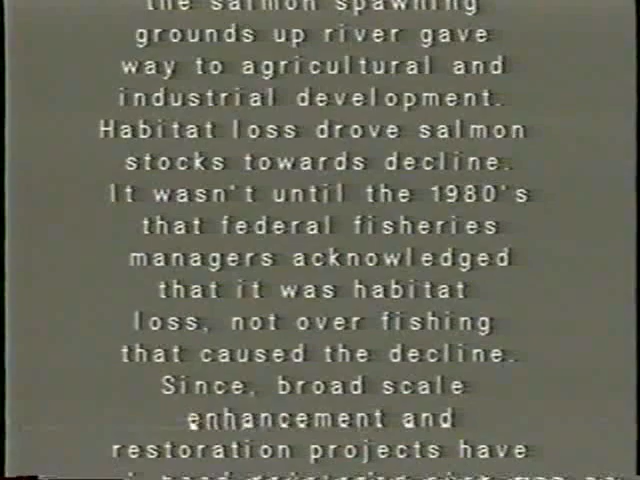 the salmon spawning
grounds up river gave
way to agricultural and
industrial development.
Habitat loss drove salmon
stocks towards decline.
It wasn't until the 1980's
that federal fisheries
managers acknowledged
that it was habitat
loss, not over fishing
that caused the decline.
Since, broad scale
enhancement and
restoration projects have